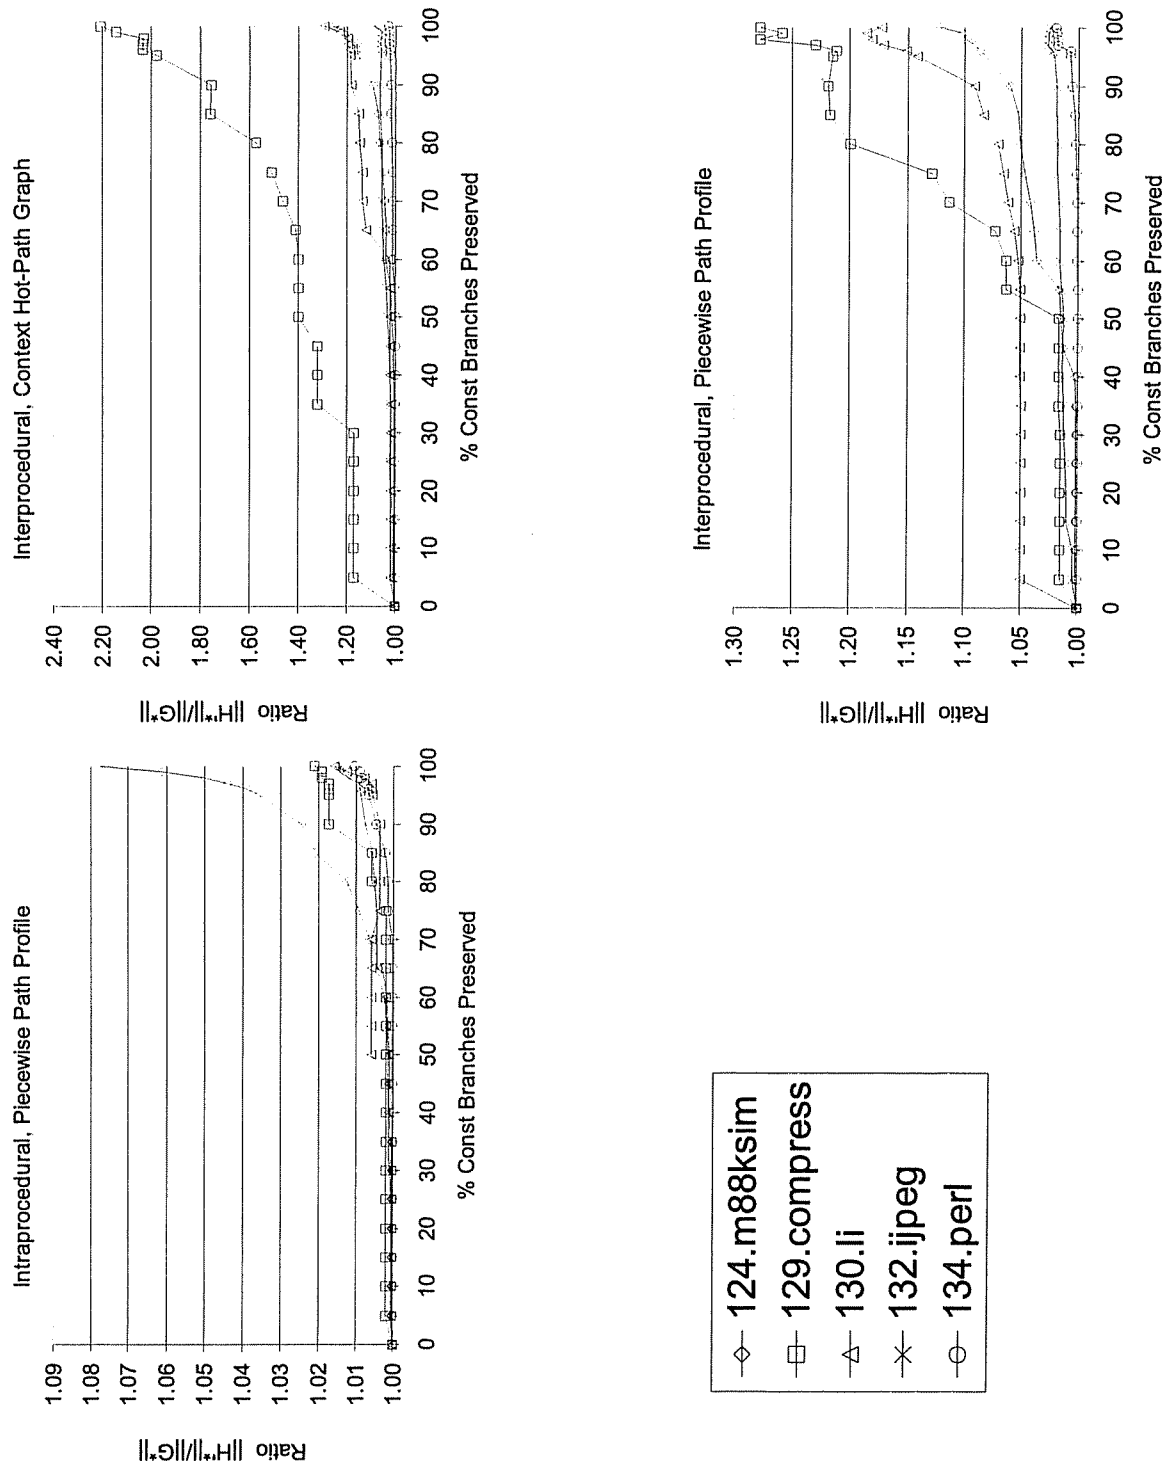 Intraprocedural, Piecewise Path Profile
Ratio ||H'*||/||G*||
1.09
1.08
1.07
1.06
1.05
1.04
1.03
1.02
1.01
1.00
0 10 20 30 40 50 60 70 80 90 100
% Const Branches Preserved
Interprocedural, Context Hot-Path Graph
Ratio ||H'*||/||G*||
2.40
2.20
2.00
1.80
1.60
1.40
1.20
1.00
0 10 20 30 40 50 60 70 80 90 100
% Const Branches Preserved
124.m88ksim
129.compress
130.li
132.ijpeg
134.perl
Interprocedural, Piecewise Path Profile
Ratio ||H'*||/||G*||
1.30
1.25
1.20
1.15
1.10
1.05
1.00
0 10 20 30 40 50 60 70 80 90 100
% Const Branches Preserved